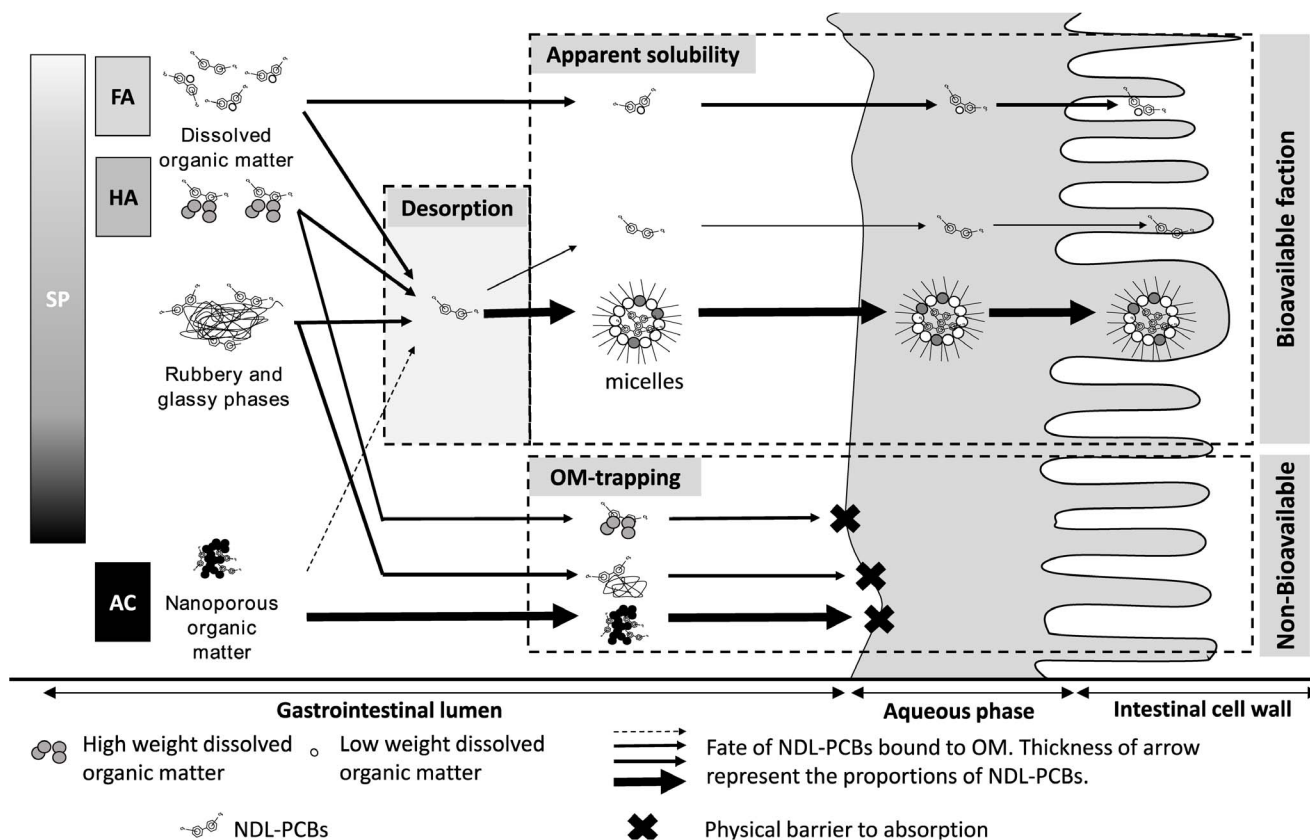 SP
FA
Dissolved
organic matter
HA
Rubbery and
glassy phases
AC
Nanoporous
organic
matter
Desorption
Apparent solubility
micelles
OM-trapping
Bioavailable faction
Non-Bioavailable
Gastrointestinal lumen
Aqueous phase
Intestinal cell wall
High weight dissolved
organic matter
Low weight dissolved
organic matter
Fate of NDL-PCBs bound to OM. Thickness of arrow
represent the proportions of NDL-PCBs.
NDL-PCBs
Physical barrier to absorption